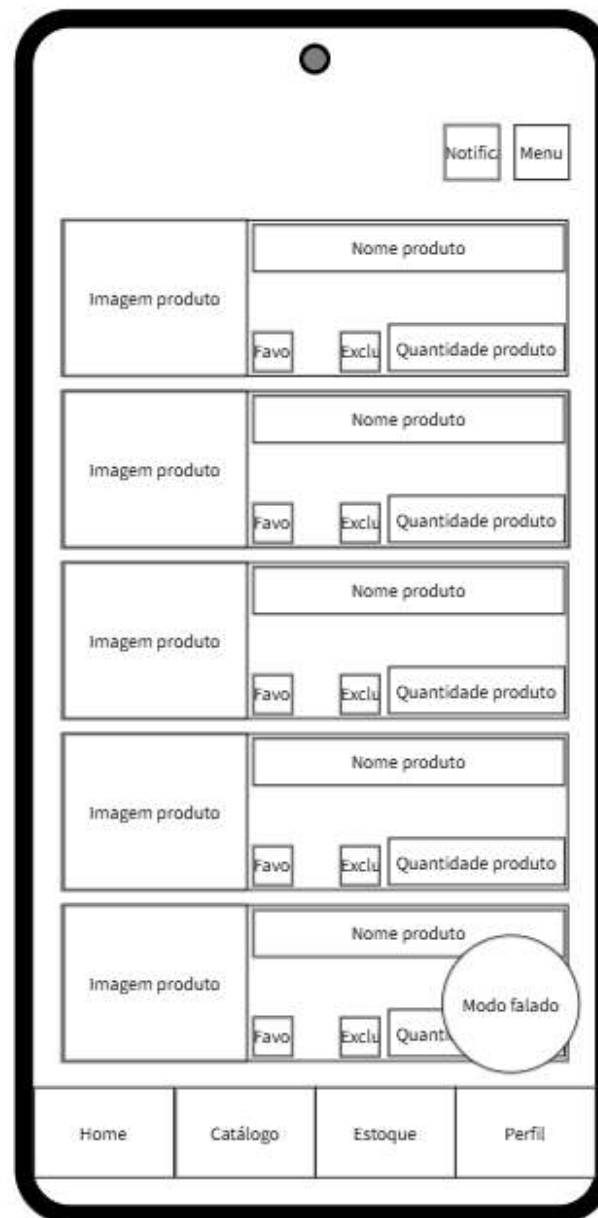 Notific
Menu
Nome produto
Imagem produto
Favo
Exclu
Quantidade produto
Nome produto
Imagem produto
Favo
Exclu
Quantidade produto
Nome produto
Imagem produto
Favo
Exclu
Quantidade produto
Nome produto
Imagem produto
Favo
Exclu
Quantidade produto
Nome produto
Imagem produto
Modo falado
Favo
Exclu
Quanti
Home
Catálogo
Estoque
Perfil